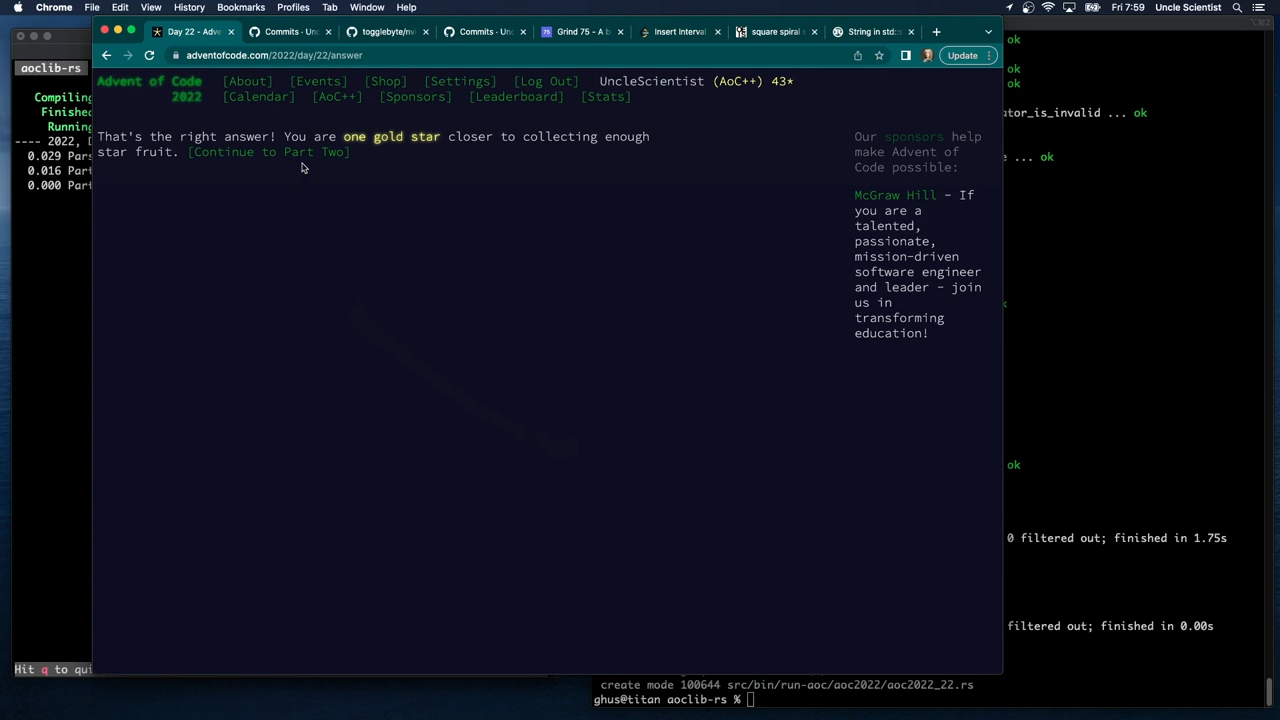 Chrome File Edit View History Bookmarks Profiles Tab Window Help Fri 7:59 Uncle Scientist
Day 22 - Adve
Commits · Unc
togglebyte/nvi
Commits · Unc
Grind 75 - A b
Insert Interval
square spiral s
String in std::s
adventofcode.com/2022/day/22/answer
Update
Advent of Code [About] [Events] [Shop] [Settings] [Log Out] UncleScientist (AoC++) 43*
2022 [Calendar] [AoC++] [Sponsors] [Leaderboard] [Stats]
That's the right answer! You are one gold star closer to collecting enough
star fruit. [Continue to Part Two]
Our sponsors help
make Advent of
Code possible:
McGraw Hill - If
you are a
talented,
passionate,
mission-driven
software engineer
and leader - join
us in
transforming
education!
aoclib-rs
Compiling
Finished
Running
---- 2022, D
0.029 Pars
0.016 Part
0.000 Part
Hit q to qui
⌥⌘2
ok
ok
ok
ator_is_invalid ... ok
e ... ok
ok
ok
0 filtered out; finished in 1.75s
filtered out; finished in 0.00s
create mode 100644 src/bin/run-aoc/aoc2022/aoc2022_22.rs
ghus@titan aoclib-rs %